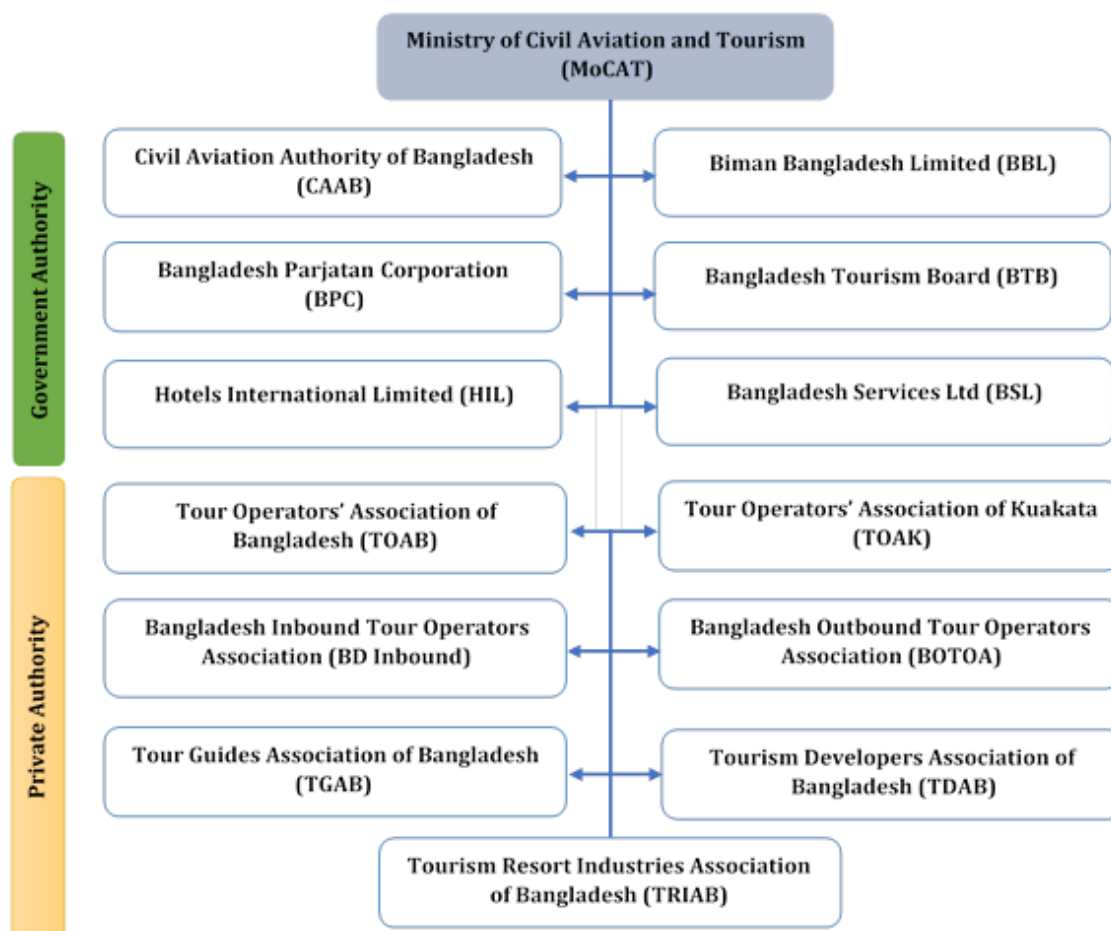 Ministry of Civil Aviation and Tourism
(MoCAT)
Government Authority
Civil Aviation Authority of Bangladesh
(CAAB)
Biman Bangladesh Limited (BBL)
Bangladesh Parjatan Corporation
(BPC)
Bangladesh Tourism Board (BTB)
Hotels International Limited (HIL)
Bangladesh Services Ltd (BSL)
Private Authority
Tour Operators’ Association of
Bangladesh (TOAB)
Tour Operators’ Association of Kuakata
(TOAK)
Bangladesh Inbound Tour Operators
Association (BD Inbound)
Bangladesh Outbound Tour Operators
Association (BOTOA)
Tour Guides Association of Bangladesh
(TGAB)
Tourism Developers Association of
Bangladesh (TDAB)
Tourism Resort Industries Association
of Bangladesh (TRIAB)